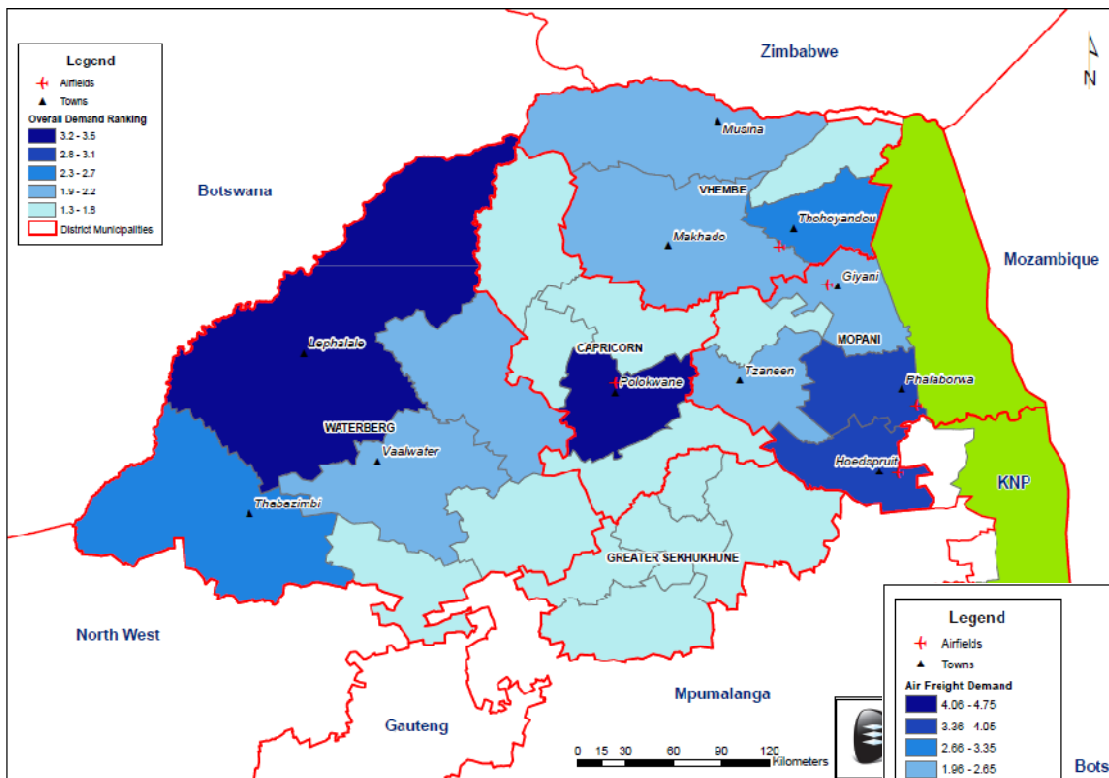 Legend
Airfields
Towns
Overall Demand Ranking
3.2 - 3.5
2.8 - 3.1
2.3 - 2.7
1.9 - 2.2
1.3 - 1.8
District Municipalities
Zimbabwe
N
Botswana
Musina
VHEMBE
Thohoyandou
Makhado
Mozambique
Giyani
MOPANI
CAPRICORN
Lephalale
Polokwane
Tzaneen
Phalaborwa
WATERBERG
Vaalwater
Hoedspruit
KNP
Thabazimbi
GREATER SEKHUKHUNE
North West
Mpumalanga
Gauteng
0 15 30 60 90 120
Kilometers
Legend
Airfields
Towns
Air Freight Demand
4.06 - 4.75
3.36 - 4.05
2.66 - 3.35
1.96 - 2.65
Bots